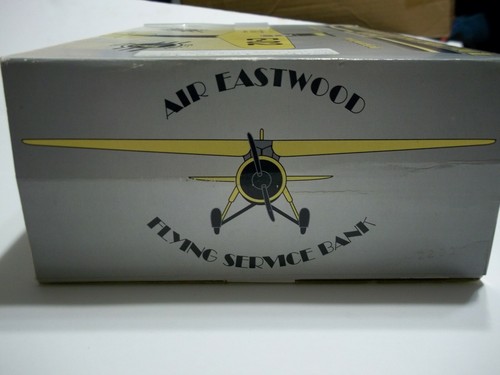 AIR EASTWOOD
FLYING SERVICE BANK